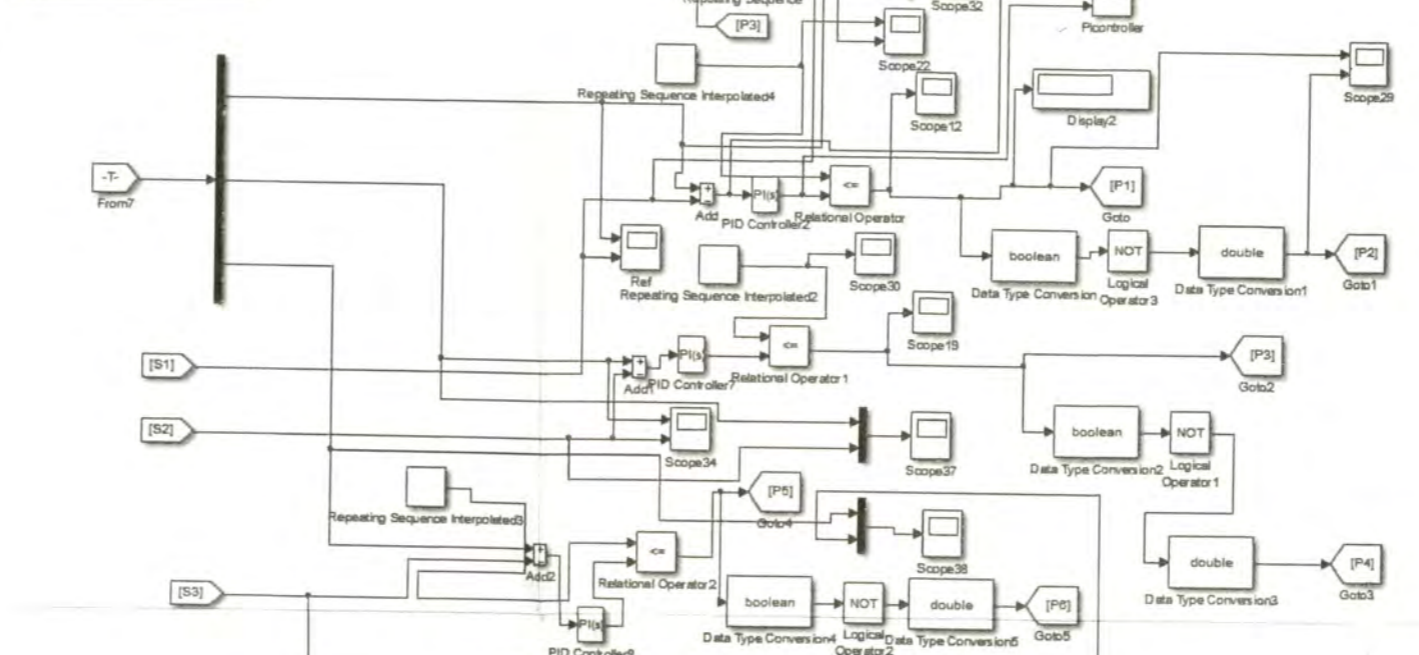 Repeating Sequence
Scope32
[P3]
Picontroller
Scope22
Repeating Sequence Interpolated4
Scope12
Display2
Scope29
-T-
From7
+
-
Add
PI(s)
PID Controller2
<=
Relational Operator
[P1]
Goto
Ref
Repeating Sequence Interpolated2
Scope30
boolean
Data Type Conversion
NOT
Logical
Operator3
double
Data Type Conversion1
[P2]
Goto1
[S1]
+
-
Add1
PI(s)
PID Controller7
<=
Relational Operator1
Scope19
[P3]
Goto2
[S2]
Scope34
Scope37
boolean
Data Type Conversion2
NOT
Logical
Operator1
Repeating Sequence Interpolated3
[P5]
Goto4
Scope38
+
-
Add2
<=
Relational Operator2
double
Data Type Conversion3
[P4]
Goto3
[S3]
PI(s)
boolean
Data Type Conversion4
NOT
Logical
Operator2
double
Data Type Conversion5
[P6]
Goto5